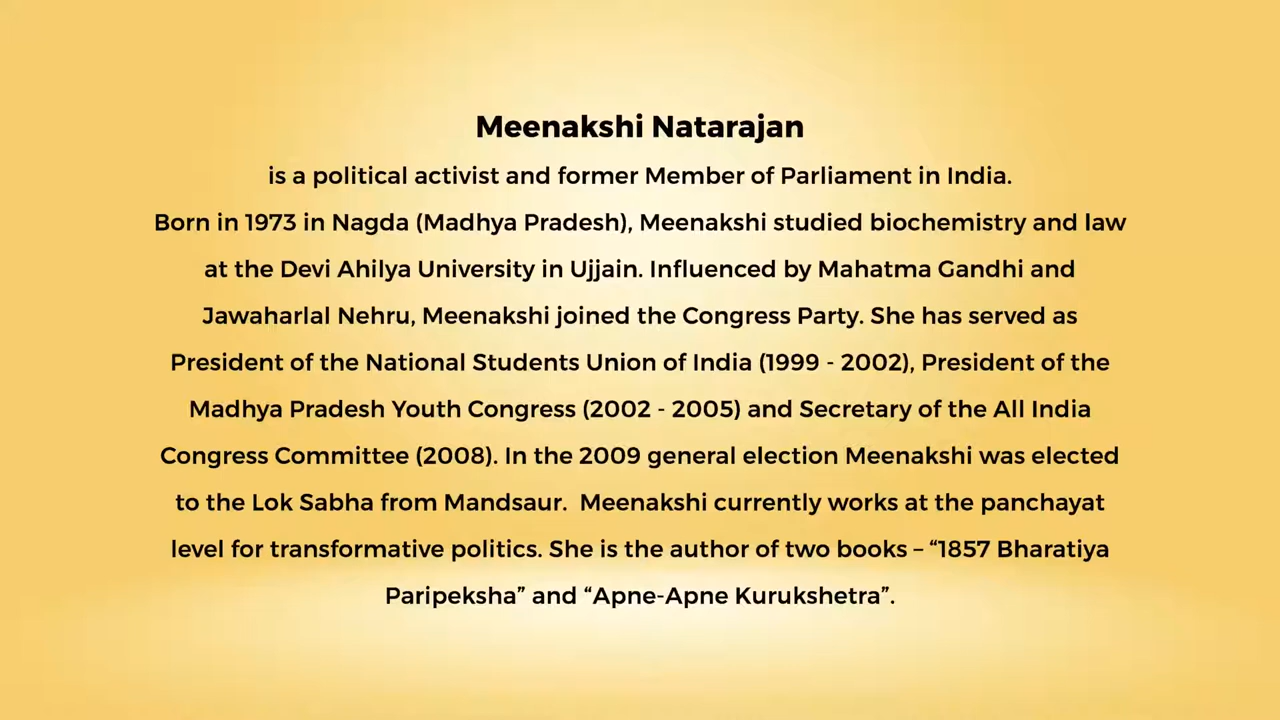 Meenakshi Natarajan
is a political activist and former Member of Parliament in India.
Born in 1973 in Nagda (Madhya Pradesh), Meenakshi studied biochemistry and law
at the Devi Ahilya University in Ujjain. Influenced by Mahatma Gandhi and
Jawaharlal Nehru, Meenakshi joined the Congress Party. She has served as
President of the National Students Union of India (1999 - 2002), President of the
Madhya Pradesh Youth Congress (2002 - 2005) and Secretary of the All India
Congress Committee (2008). In the 2009 general election Meenakshi was elected
to the Lok Sabha from Mandsaur.  Meenakshi currently works at the panchayat
level for transformative politics. She is the author of two books – “1857 Bharatiya
Paripeksha” and “Apne-Apne Kurukshetra”.